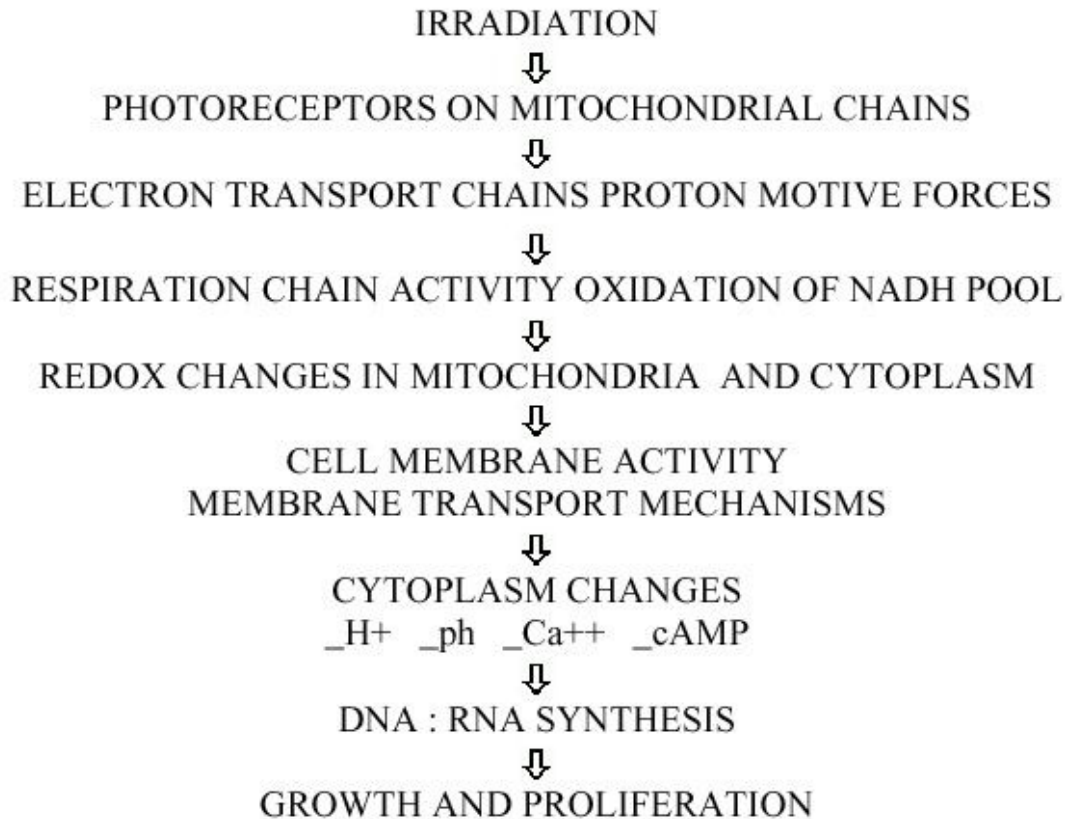 IRRADIATION
PHOTORECEPTORS ON MITOCHONDRIAL CHAINS
ELECTRON TRANSPORT CHAINS PROTON MOTIVE FORCES
RESPIRATION CHAIN ACTIVITY OXIDATION OF NADH POOL
REDOX CHANGES IN MITOCHONDRIA AND CYTOPLASM
CELL MEMBRANE ACTIVITY
MEMBRANE TRANSPORT MECHANISMS
CYTOPLASM CHANGES
_H+ _ph _Ca++ _cAMP
DNA : RNA SYNTHESIS
GROWTH AND PROLIFERATION